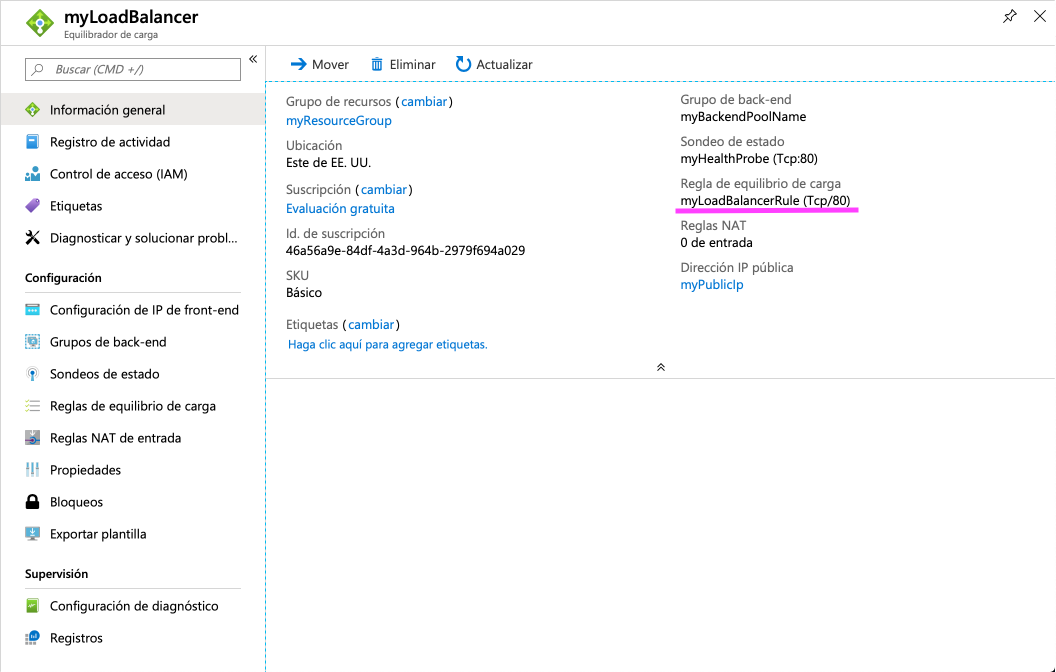 myLoadBalancer
Equilibrador de carga
Buscar (CMD +/)
«
Información general
Registro de actividad
Control de acceso (IAM)
Etiquetas
Diagnosticar y solucionar probl...
Configuración
Configuración de IP de front-end
Grupos de back-end
Sondeos de estado
Reglas de equilibrio de carga
Reglas NAT de entrada
Propiedades
Bloqueos
Exportar plantilla
Supervisión
Configuración de diagnóstico
Registros
Mover Eliminar Actualizar
Grupo de recursos (cambiar)
myResourceGroup
Ubicación
Este de EE. UU.
Suscripción (cambiar)
Evaluación gratuita
Id. de suscripción
46a56a9e-84df-4a3d-964b-2979f694a029
SKU
Básico
Etiquetas (cambiar)
Haga clic aquí para agregar etiquetas.
Grupo de back-end
myBackendPoolName
Sondeo de estado
myHealthProbe (Tcp:80)
Regla de equilibrio de carga
myLoadBalancerRule (Tcp/80)
Reglas NAT
0 de entrada
Dirección IP pública
myPublicIp